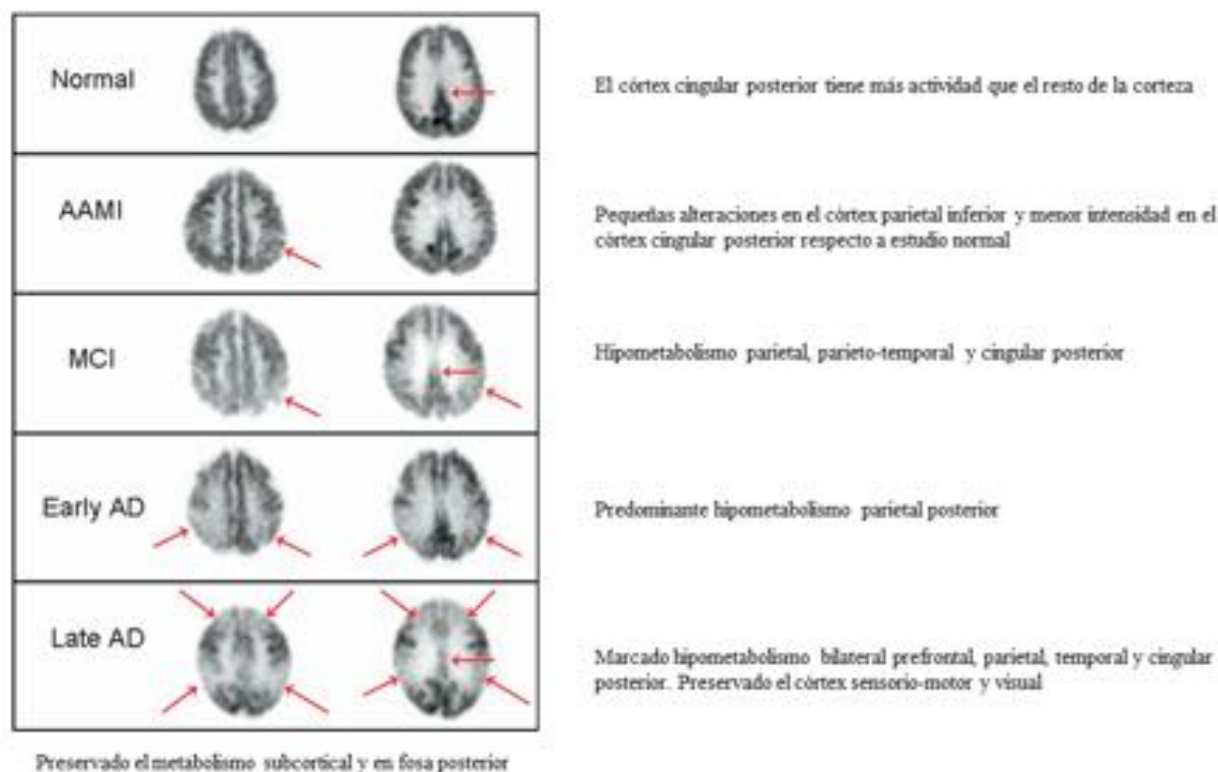 Normal
El córtex cingular posterior tiene más actividad que el resto de la corteza
AAMI
Pequeñas alteraciones en el córtex parietal inferior y menor intensidad en el
córtex cingular posterior respecto a estudio normal
MCI
Hipometabolismo parietal, parieto-temporal y cingular posterior
Early AD
Predominante hipometabolismo parietal posterior
Late AD
Marcado hipometabolismo bilateral prefrontal, parietal, temporal y cingular
posterior. Preservado el córtex sensorio-motor y visual
Preservado el metabolismo subcortical y en fosa posterior